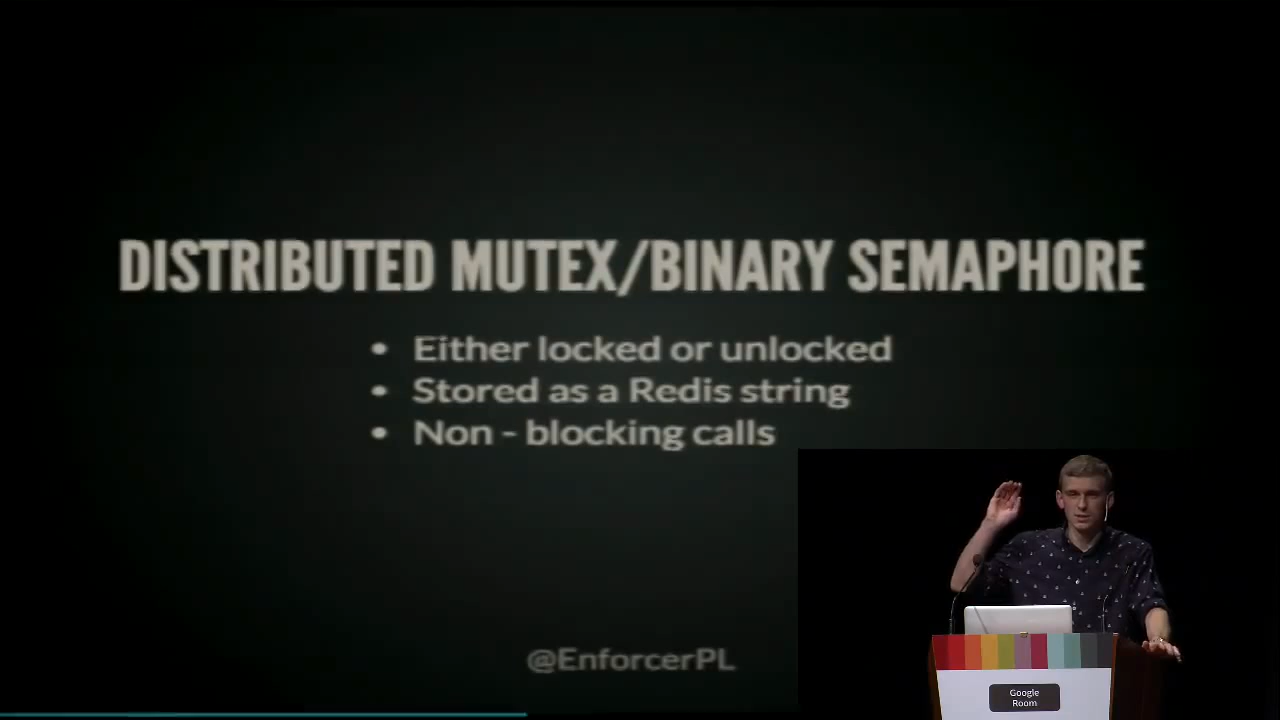 DISTRIBUTED MUTEX/BINARY SEMAPHORE
• Either locked or unlocked
• Stored as a Redis string
• Non - blocking calls
@EnforcerPL
Google
Room